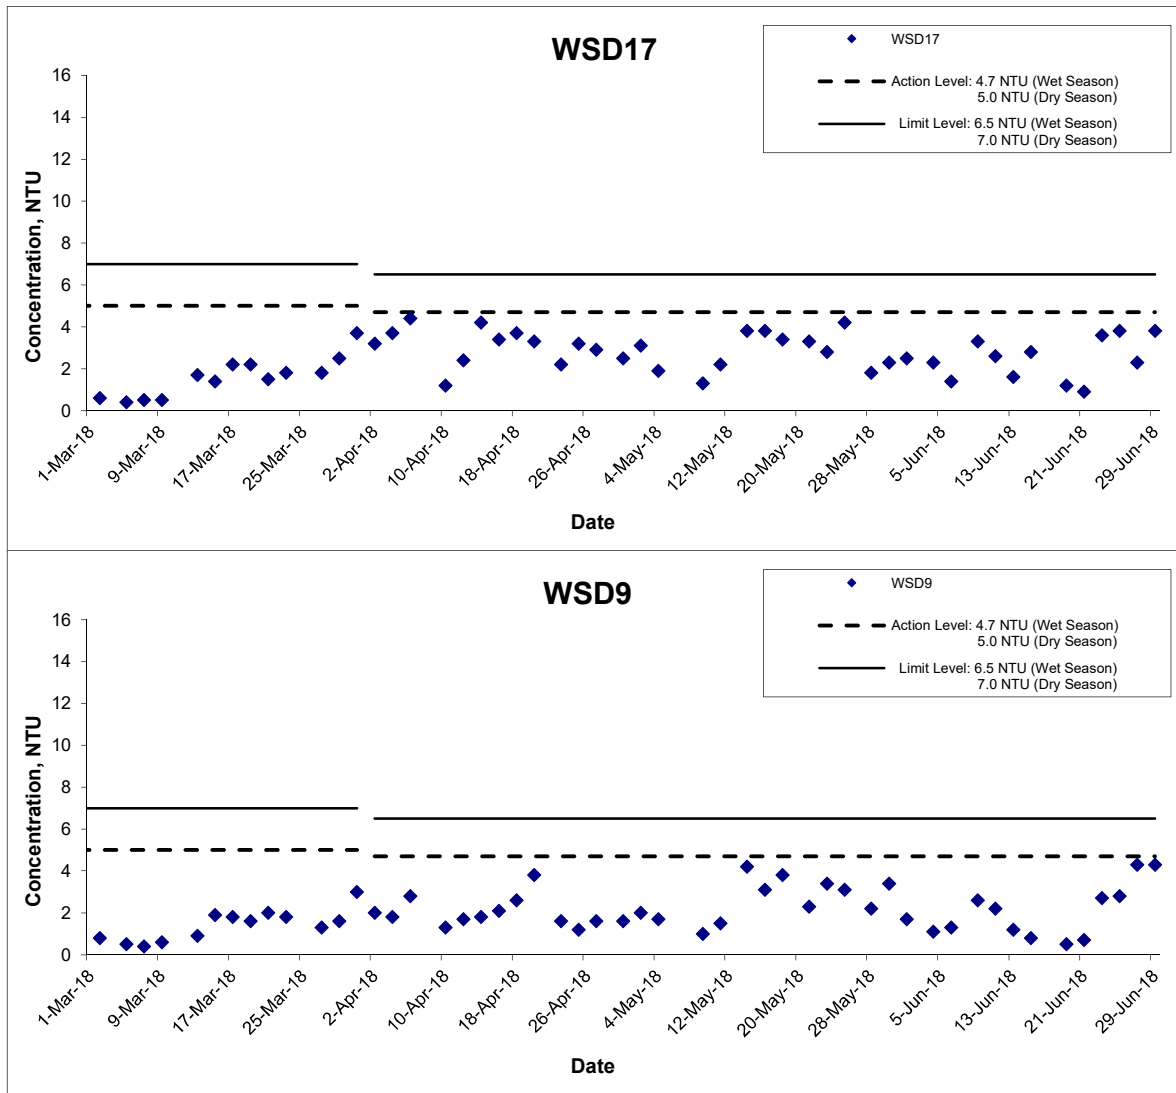 WSD17
WSD17
Action Level: 4.7 NTU (Wet Season)
5.0 NTU (Dry Season)
Limit Level: 6.5 NTU (Wet Season)
7.0 NTU (Dry Season)
Concentration, NTU
16
14
12
10
8
6
4
2
0
1-Mar-18
9-Mar-18
17-Mar-18
25-Mar-18
2-Apr-18
10-Apr-18
18-Apr-18
26-Apr-18
4-May-18
12-May-18
20-May-18
28-May-18
5-Jun-18
13-Jun-18
21-Jun-18
29-Jun-18
Date
WSD9
WSD9
Action Level: 4.7 NTU (Wet Season)
5.0 NTU (Dry Season)
Limit Level: 6.5 NTU (Wet Season)
7.0 NTU (Dry Season)
Concentration, NTU
16
14
12
10
8
6
4
2
0
1-Mar-18
9-Mar-18
17-Mar-18
25-Mar-18
2-Apr-18
10-Apr-18
18-Apr-18
26-Apr-18
4-May-18
12-May-18
20-May-18
28-May-18
5-Jun-18
13-Jun-18
21-Jun-18
29-Jun-18
Date